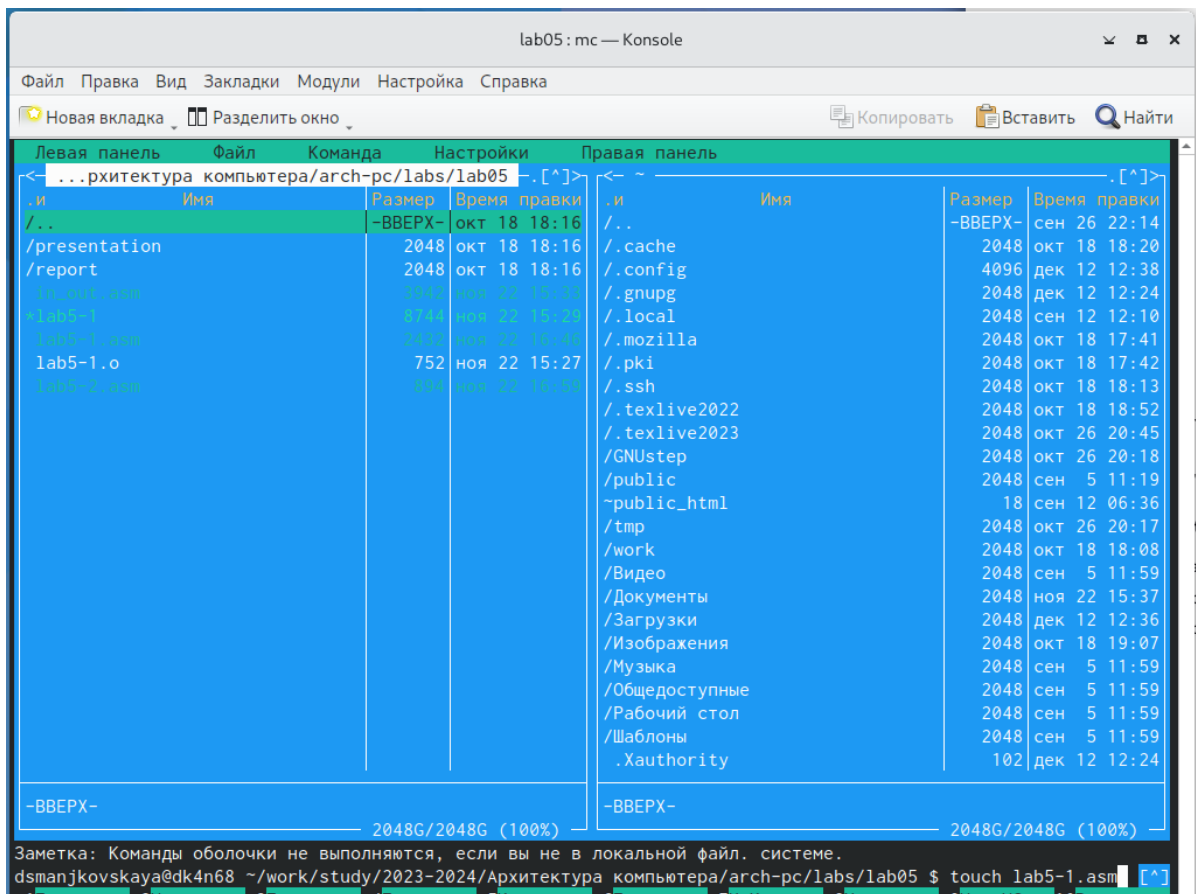 lab05 : mc — Konsole
Файл Правка Вид Закладки Модули Настройка Справка
Новая вкладка Разделить окно Копировать Вставить Найти
Левая панель Файл Команда Настройки Правая панель
<— ...рхитектура компьютера/arch-pc/labs/lab05 —.[^]>
.и Имя Размер Время правки
/.. -ВВЕРХ- окт 18 18:16
/presentation 2048 окт 18 18:16
/report 2048 окт 18 18:16
in_out.asm 3942 ноя 22 15:33
*lab5-1 8744 ноя 22 15:29
lab5-1.asm 2432 ноя 22 16:46
lab5-1.o 752 ноя 22 15:27
lab5-2.asm 894 ноя 22 16:59
-ВВЕРХ-
2048G/2048G (100%)
<— ~ —.[^]>
.и Имя Размер Время правки
/.. -ВВЕРХ- сен 26 22:14
/.cache 2048 окт 18 18:20
/.config 4096 дек 12 12:38
/.gnupg 2048 дек 12 12:24
/.local 2048 сен 12 12:10
/.mozilla 2048 окт 18 17:41
/.pki 2048 окт 18 17:42
/.ssh 2048 окт 18 18:13
/.texlive2022 2048 окт 18 18:52
/.texlive2023 2048 окт 26 20:45
/GNUstep 2048 окт 26 20:18
/public 2048 сен 5 11:19
~public_html 18 сен 12 06:36
/tmp 2048 окт 26 20:17
/work 2048 окт 18 18:08
/Видео 2048 сен 5 11:59
/Документы 2048 ноя 22 15:37
/Загрузки 2048 дек 12 12:36
/Изображения 2048 окт 18 19:07
/Музыка 2048 сен 5 11:59
/Общедоступные 2048 сен 5 11:59
/Рабочий стол 2048 сен 5 11:59
/Шаблоны 2048 сен 5 11:59
.Xauthority 102 дек 12 12:24
-ВВЕРХ-
2048G/2048G (100%)
Заметка: Команды оболочки не выполняются, если вы не в локальной файл. системе.
dsmanjkovskaya@dk4n68 ~/work/study/2023-2024/Архитектура компьютера/arch-pc/labs/lab05 $ touch lab5-1.asm [^]